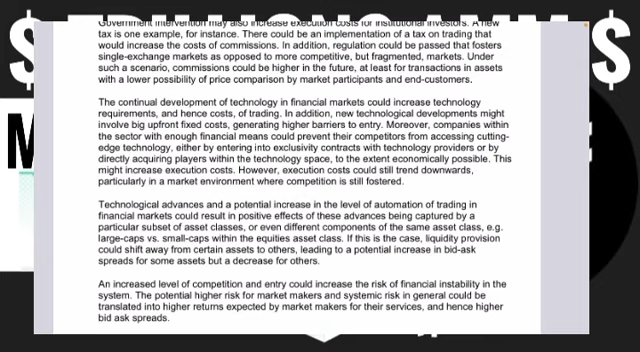 Government intervention may also increase execution costs for institutional investors. A new
tax is one example, for instance. There could be an implementation of a tax on trading that
would increase the costs of commissions. In addition, regulation could be passed that fosters
single-exchange markets as opposed to more competitive, but fragmented, markets. Under
such a scenario, commissions could be higher in the future, at least for transactions in assets
with a lower possibility of price comparison by market participants and end-customers.
The continual development of technology in financial markets could increase technology
requirements, and hence costs, of trading. In addition, new technological developments might
involve big upfront fixed costs, generating higher barriers to entry. Moreover, companies within
the sector with enough financial means could prevent their competitors from accessing cutting-
edge technology, either by entering into exclusivity contracts with technology providers or by
directly acquiring players within the technology space, to the extent economically possible. This
might increase execution costs. However, execution costs could still trend downwards,
particularly in a market environment where competition is still fostered.
Technological advances and a potential increase in the level of automation of trading in
financial markets could result in positive effects of these advances being captured by a
particular subset of asset classes, or even different components of the same asset class, e.g.
large-caps vs. small-caps within the equities asset class. If this is the case, liquidity provision
could shift away from certain assets to others, leading to a potential increase in bid-ask
spreads for some assets but a decrease for others.
An increased level of competition and entry could increase the risk of financial instability in the
system. The potential higher risk for market makers and systemic risk in general could be
translated into higher returns expected by market makers for their services, and hence higher
bid ask spreads.